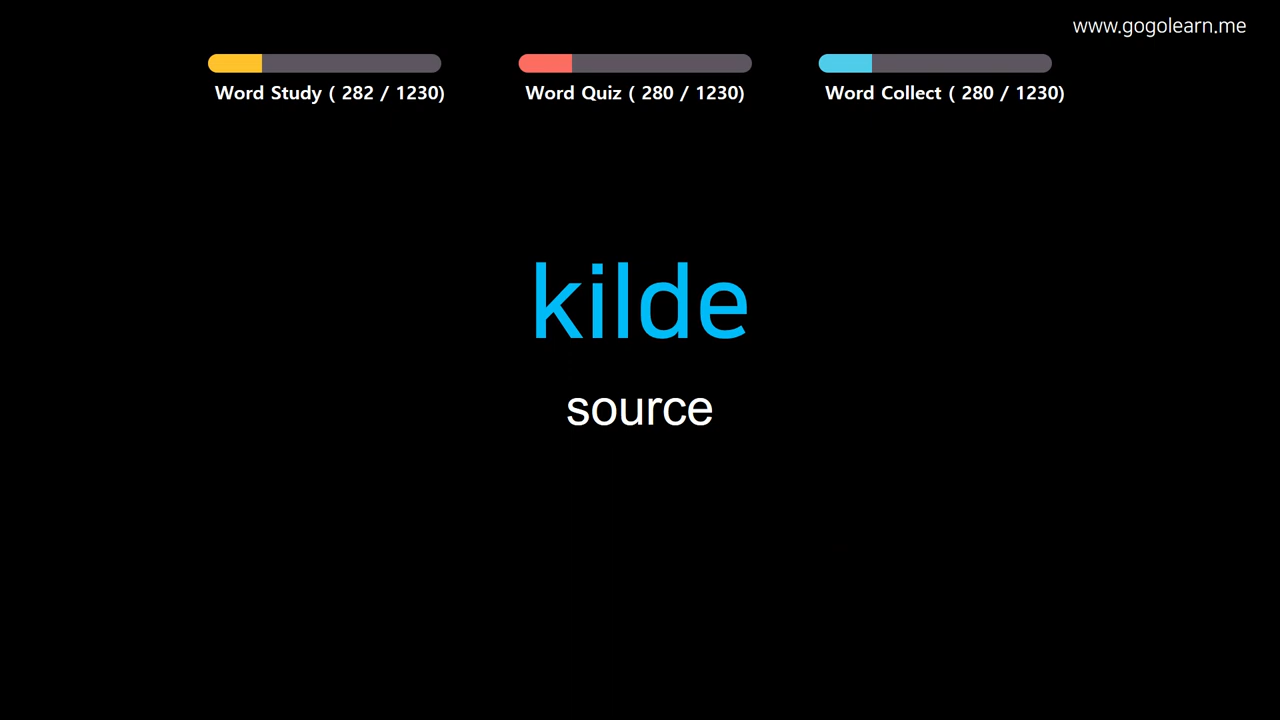 www.gogolearn.me
Word Study ( 282 / 1230)
Word Quiz ( 280 / 1230)
Word Collect ( 280 / 1230)
kilde
source